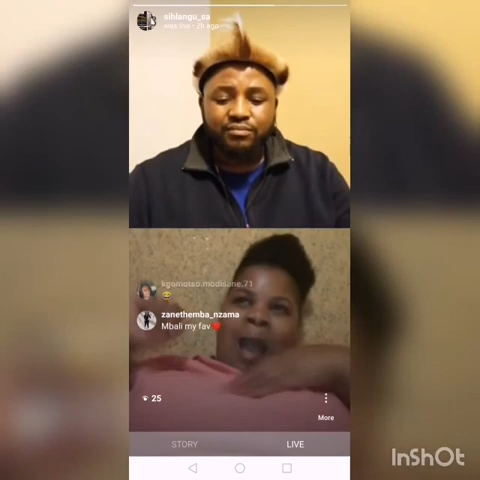 sihlangu_sa
was live • 2h ago
kgomotso.modisane.71
zanethemba_nzama
Mbali my fav
25
More
STORY
LIVE
InShOt